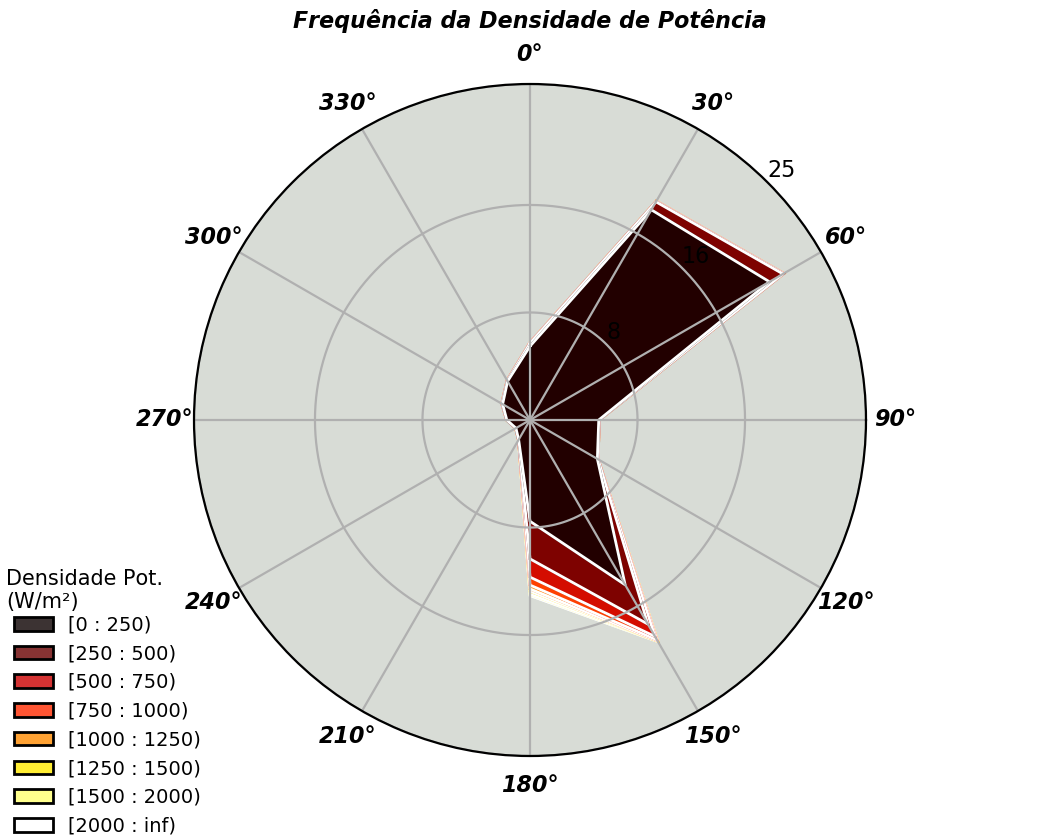 Frequência da Densidade de Potência
0°
330°
30°
25
300°
60°
16
8
270°
90°
240°
120°
210°
150°
180°
Densidade Pot.
(W/m²)
[0 : 250)
[250 : 500)
[500 : 750)
[750 : 1000)
[1000 : 1250)
[1250 : 1500)
[1500 : 2000)
[2000 : inf)